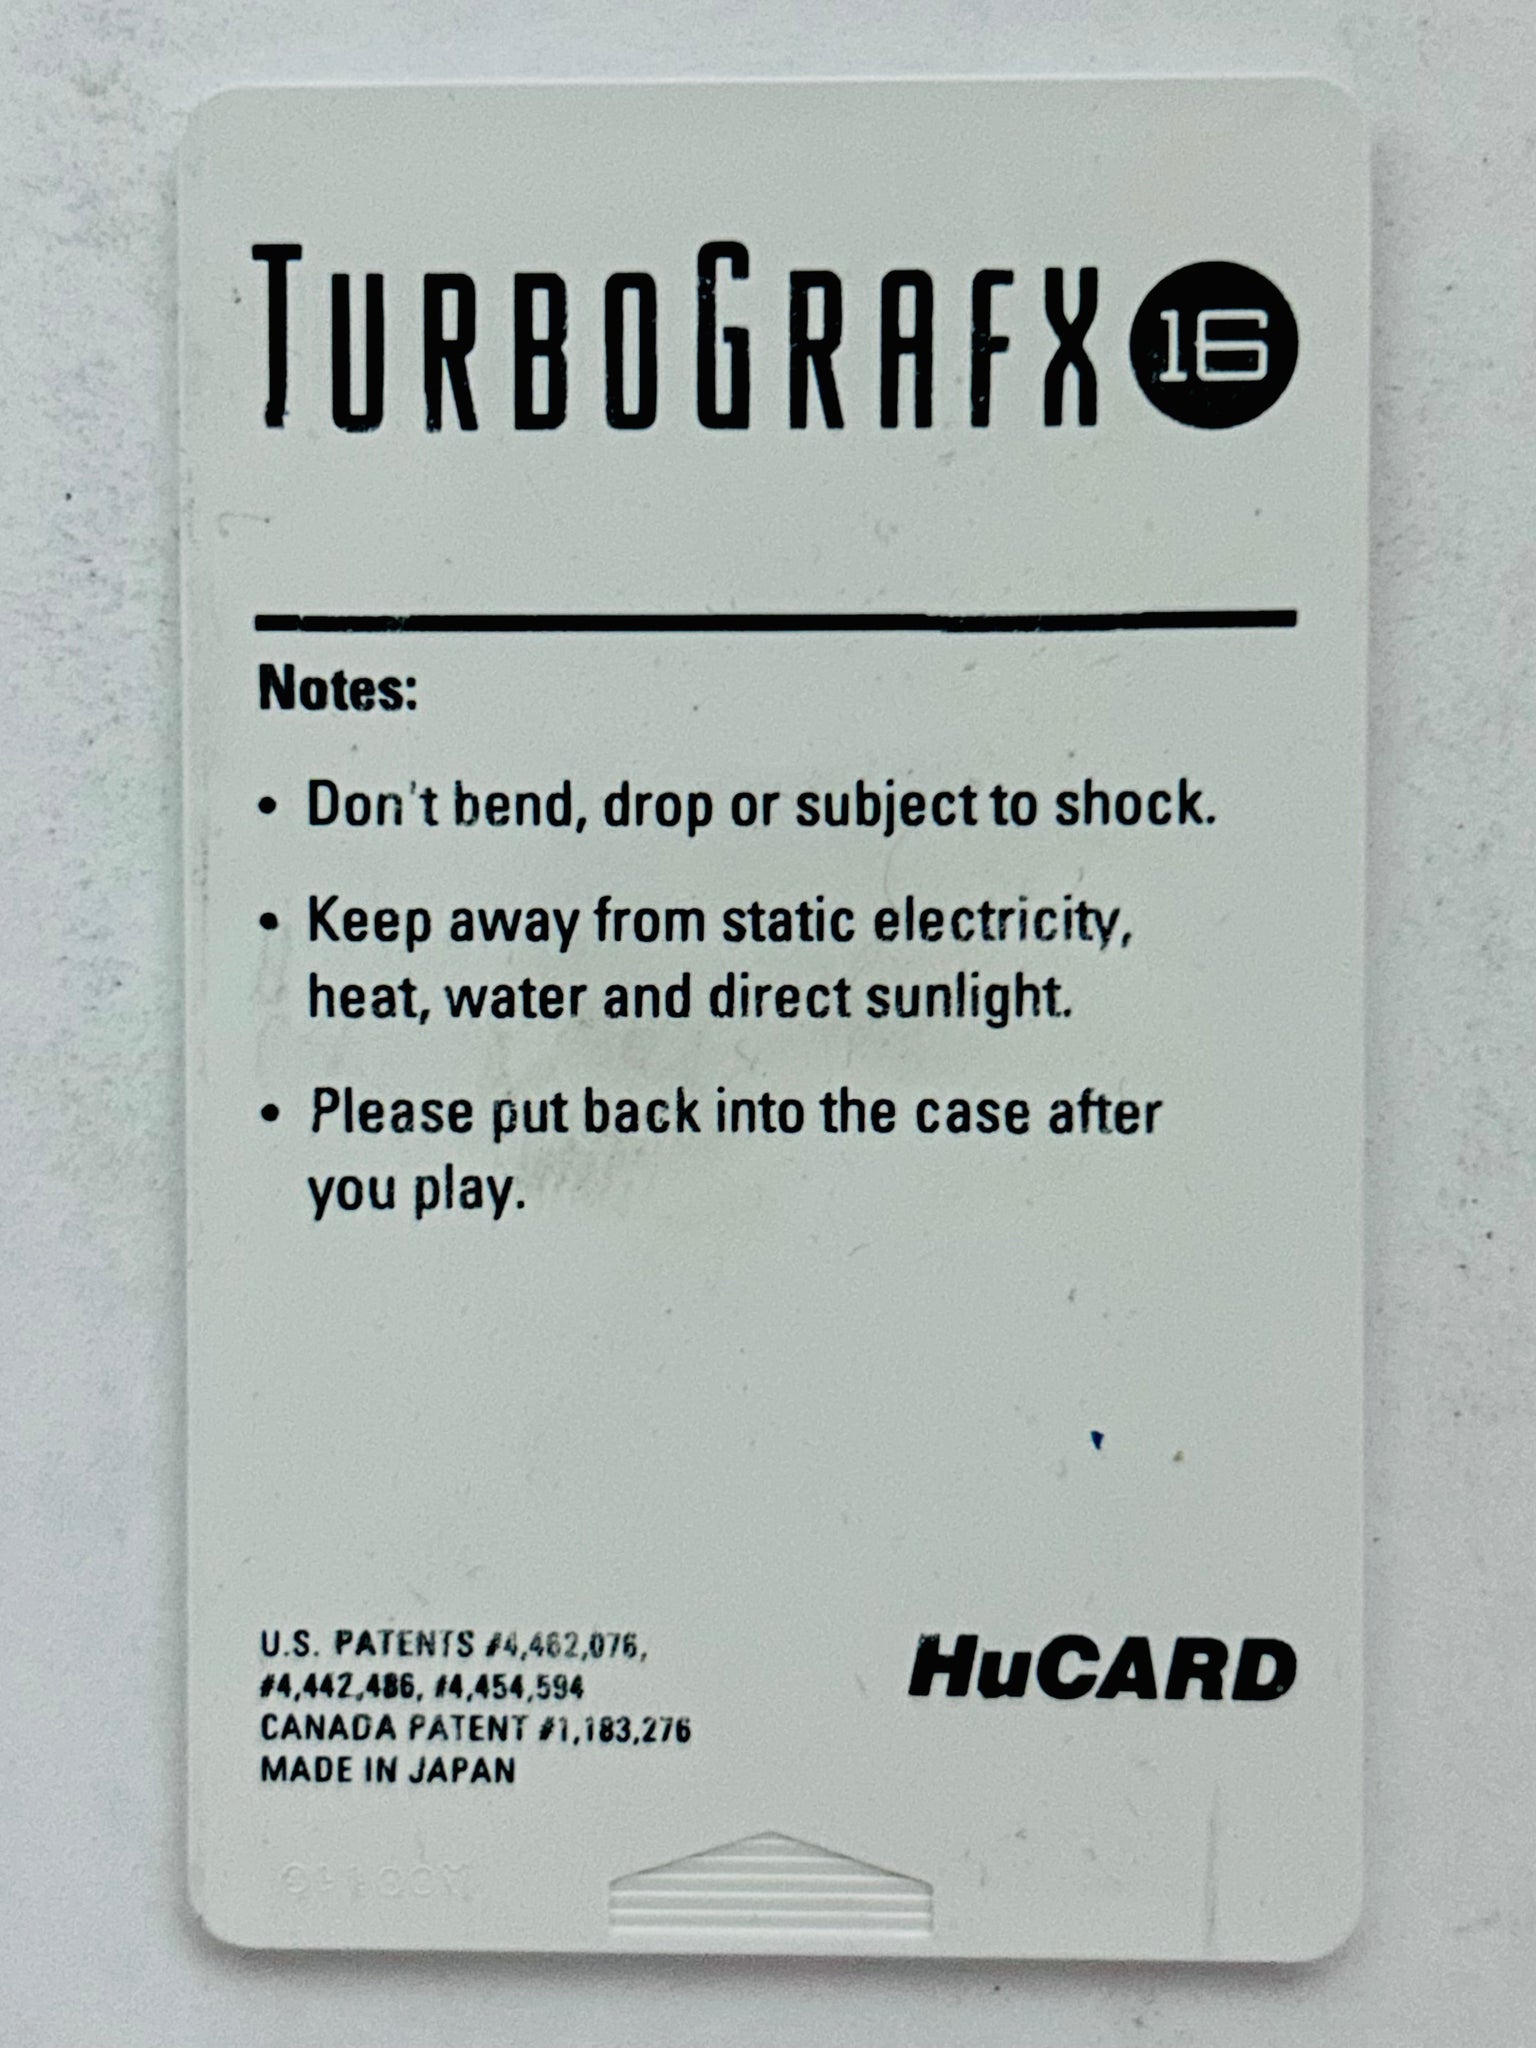 TURBOGRAFX 16
Notes:
• Don't bend, drop or subject to shock.
• Keep away from static electricity,
heat, water and direct sunlight.
• Please put back into the case after
you play.
U.S. PATENTS #4,462,076,
#4,442,486, #4,454,594
CANADA PATENT #1,183,276
MADE IN JAPAN
HuCARD